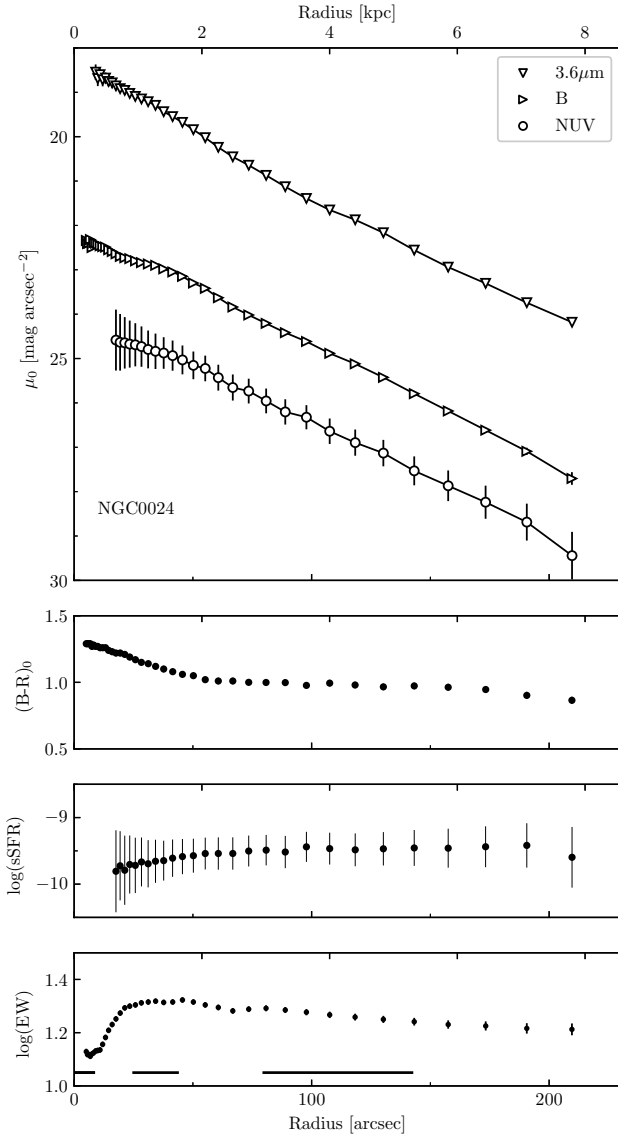 Radius [kpc]
0 2 4 6 8
3.6μm
B
NUV
20
25
30
μ₀ [mag arcsec⁻²]
NGC0024
1.5
1.0
0.5
(B-R)₀
−9
−10
log(sSFR)
1.4
1.2
1.0
log(EW)
0 100 200
Radius [arcsec]